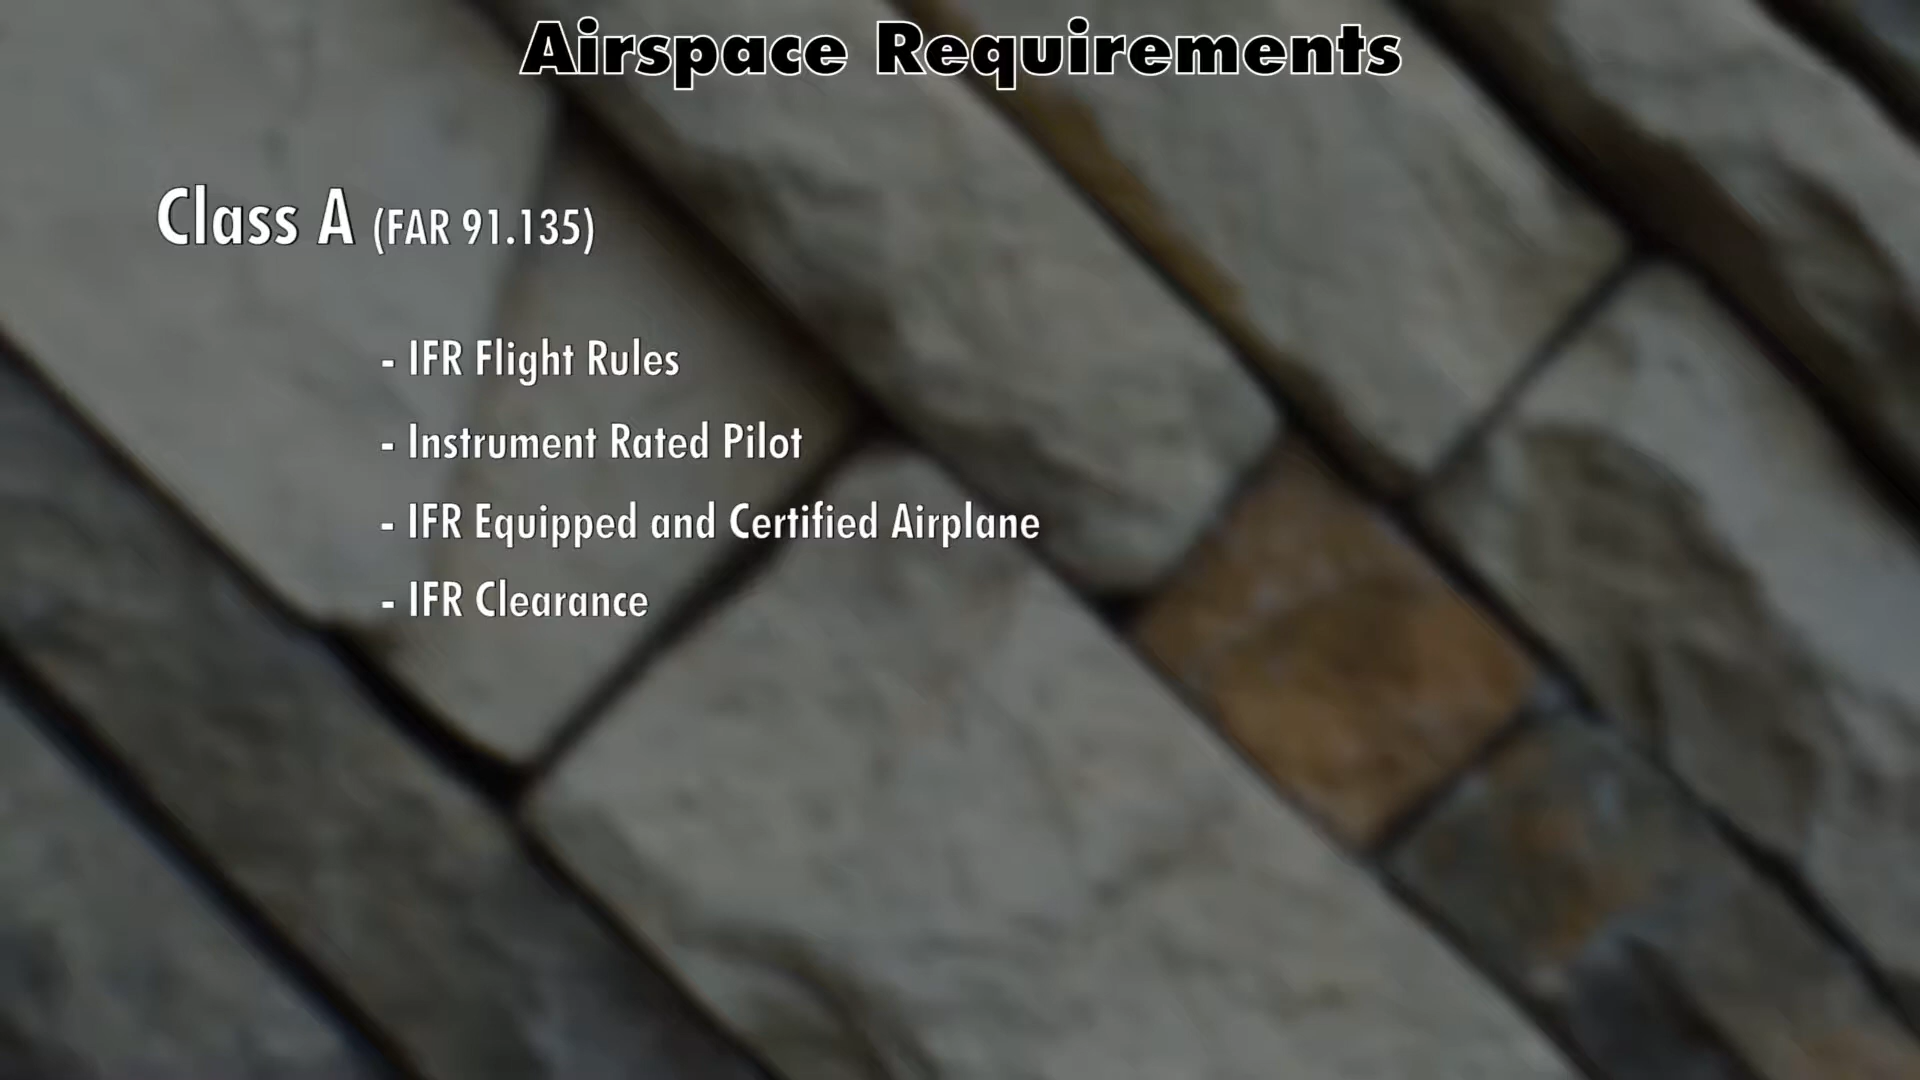 Airspace Requirements
Class A (FAR 91.135)
- IFR Flight Rules
- Instrument Rated Pilot
- IFR Equipped and Certified Airplane
- IFR Clearance